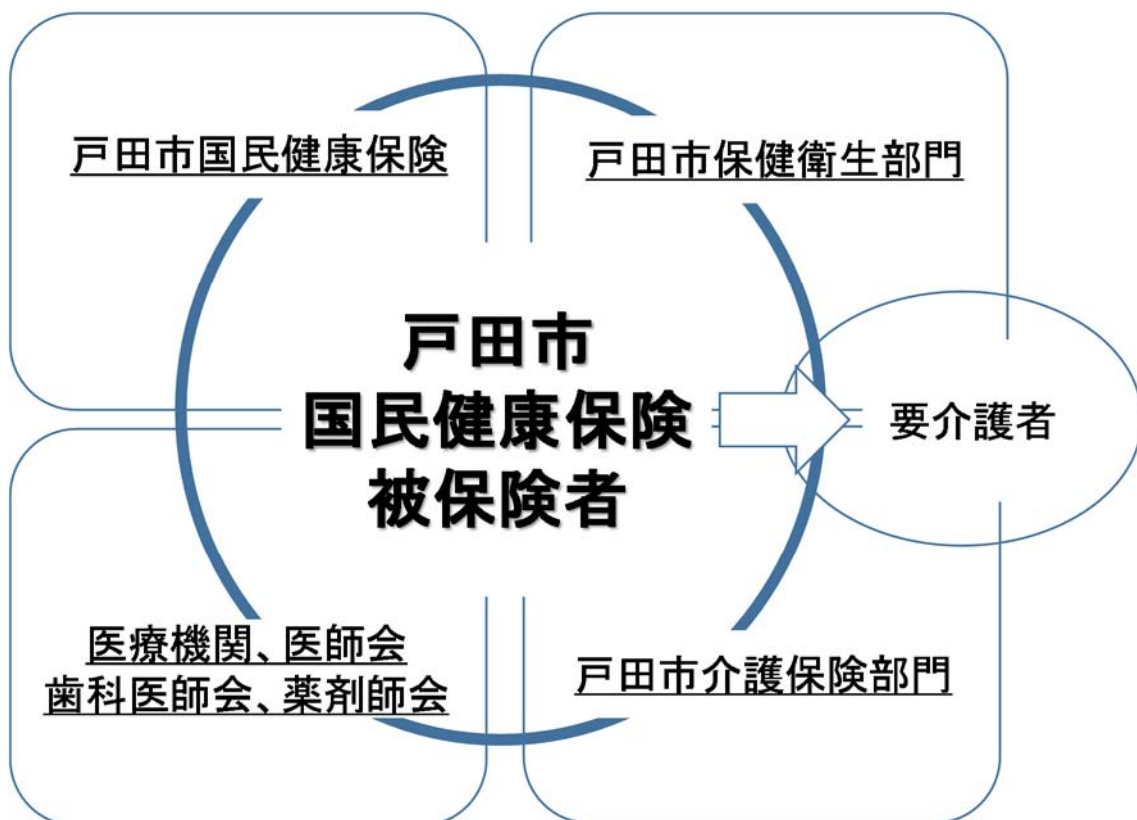 戸田市国民健康保険
戸田市保健衛生部門
戸田市
国民健康保険
被保険者
要介護者
医療機関、医師会
歯科医師会、薬剤師会
戸田市介護保険部門